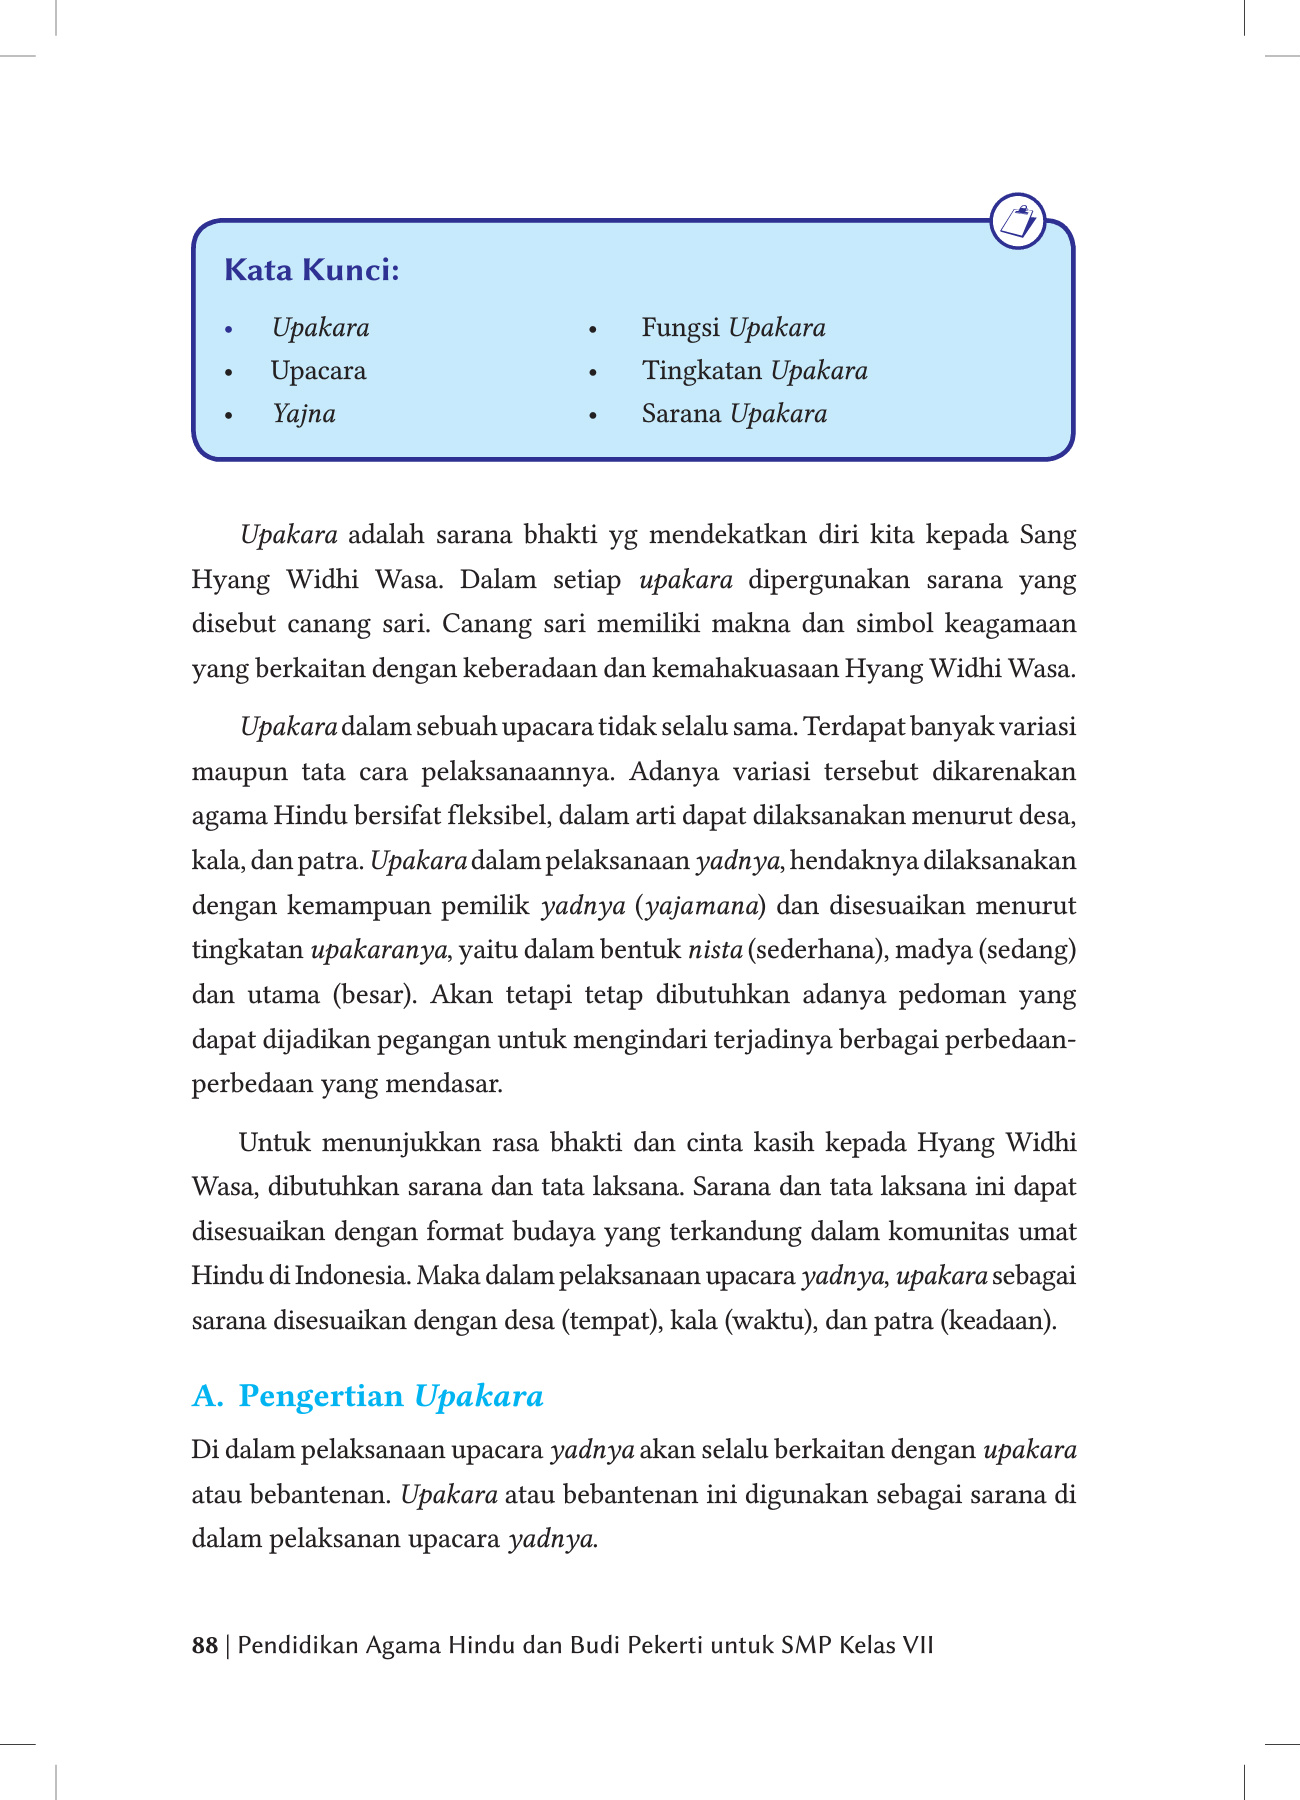 Kata Kunci:
• Upakara
• Upacara
• Yajna
• Fungsi Upakara
• Tingkatan Upakara
• Sarana Upakara
Upakara adalah sarana bhakti yg mendekatkan diri kita kepada Sang
Hyang Widhi Wasa. Dalam setiap upakara dipergunakan sarana yang
disebut canang sari. Canang sari memiliki makna dan simbol keagamaan
yang berkaitan dengan keberadaan dan kemahakuasaan Hyang Widhi Wasa.
Upakara dalam sebuah upacara tidak selalu sama. Terdapat banyak variasi
maupun tata cara pelaksanaannya. Adanya variasi tersebut dikarenakan
agama Hindu bersifat fleksibel, dalam arti dapat dilaksanakan menurut desa,
kala, dan patra. Upakara dalam pelaksanaan yadnya, hendaknya dilaksanakan
dengan kemampuan pemilik yadnya (yajamana) dan disesuaikan menurut
tingkatan upakaranya, yaitu dalam bentuk nista (sederhana), madya (sedang)
dan utama (besar). Akan tetapi tetap dibutuhkan adanya pedoman yang
dapat dijadikan pegangan untuk mengindari terjadinya berbagai perbedaan-
perbedaan yang mendasar.
Untuk menunjukkan rasa bhakti dan cinta kasih kepada Hyang Widhi
Wasa, dibutuhkan sarana dan tata laksana. Sarana dan tata laksana ini dapat
disesuaikan dengan format budaya yang terkandung dalam komunitas umat
Hindu di Indonesia. Maka dalam pelaksanaan upacara yadnya, upakara sebagai
sarana disesuaikan dengan desa (tempat), kala (waktu), dan patra (keadaan).
A. Pengertian Upakara
Di dalam pelaksanaan upacara yadnya akan selalu berkaitan dengan upakara
atau bebantenan. Upakara atau bebantenan ini digunakan sebagai sarana di
dalam pelaksanan upacara yadnya.
88 | Pendidikan Agama Hindu dan Budi Pekerti untuk SMP Kelas VII